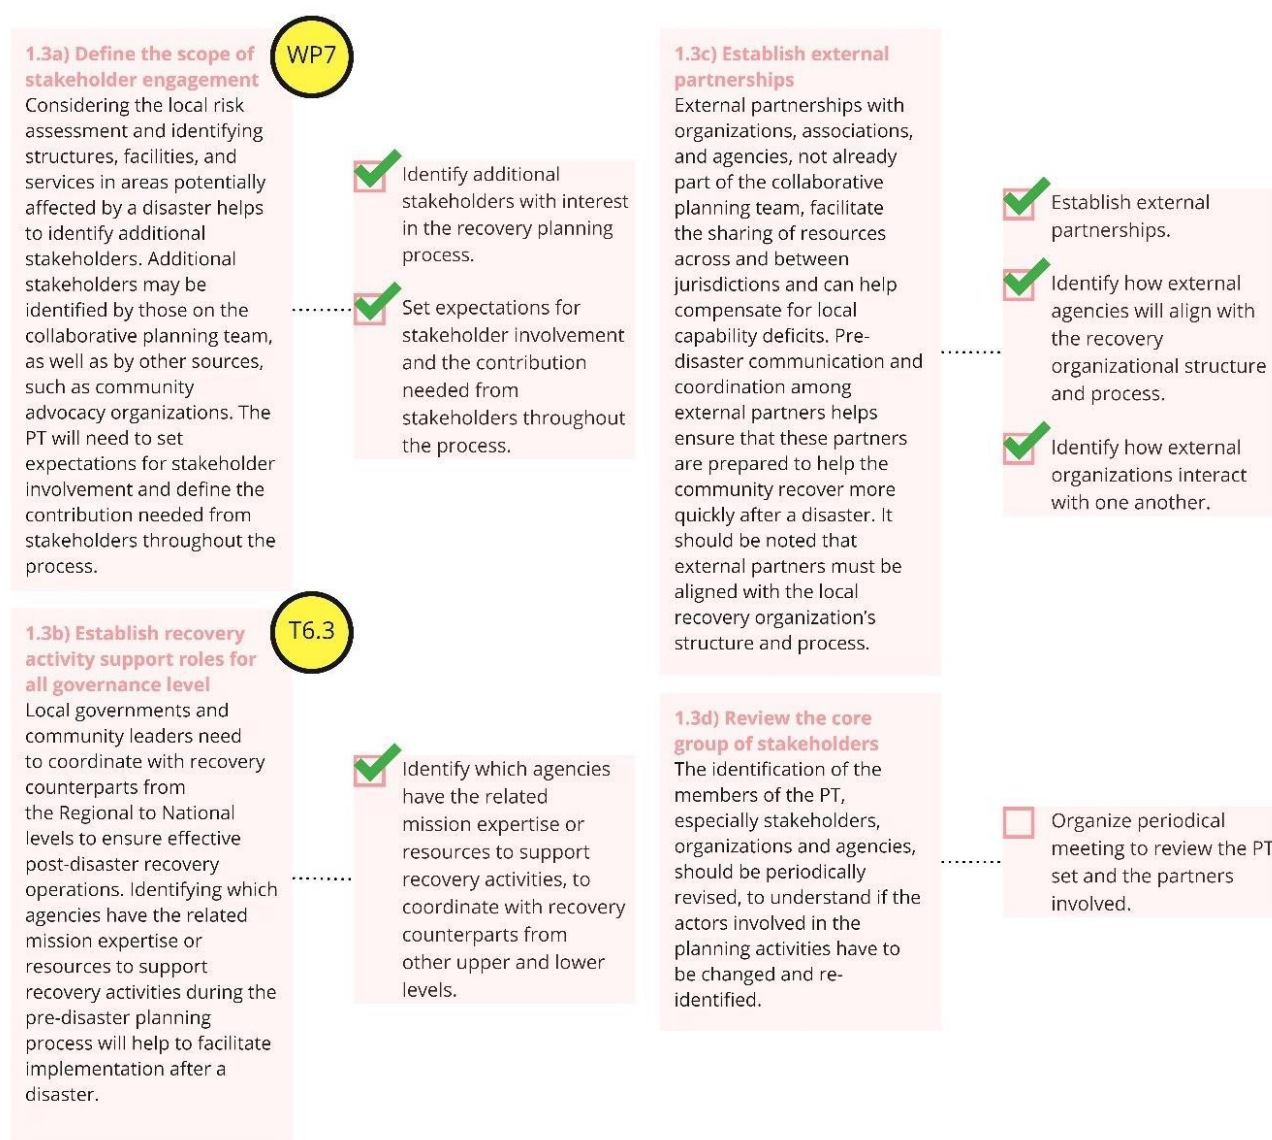 1.3a) Define the scope of
stakeholder engagement
Considering the local risk
assessment and identifying
structures, facilities, and
services in areas potentially
affected by a disaster helps
to identify additional
stakeholders. Additional
stakeholders may be
identified by those on the
collaborative planning team,
as well as by other sources,
such as community
advocacy organizations. The
PT will need to set
expectations for stakeholder
involvement and define the
contribution needed from
stakeholders throughout the
process.
WP7
Identify additional
stakeholders with interest
in the recovery planning
process.
Set expectations for
stakeholder involvement
and the contribution
needed from
stakeholders throughout
the process.
1.3b) Establish recovery
activity support roles for
all governance level
Local governments and
community leaders need
to coordinate with recovery
counterparts from
the Regional to National
levels to ensure effective
post-disaster recovery
operations. Identifying which
agencies have the related
mission expertise or
resources to support
recovery activities during the
pre-disaster planning
process will help to facilitate
implementation after a
disaster.
T6.3
Identify which agencies
have the related
mission expertise or
resources to support
recovery activities, to
coordinate with recovery
counterparts from
other upper and lower
levels.
1.3c) Establish external
partnerships
External partnerships with
organizations, associations,
and agencies, not already
part of the collaborative
planning team, facilitate
the sharing of resources
across and between
jurisdictions and can help
compensate for local
capability deficits. Pre-
disaster communication and
coordination among
external partners helps
ensure that these partners
are prepared to help the
community recover more
quickly after a disaster. It
should be noted that
external partners must be
aligned with the local
recovery organization's
structure and process.
Establish external
partnerships.
Identify how external
agencies will align with
the recovery
organizational structure
and process.
Identify how external
organizations interact
with one another.
1.3d) Review the core
group of stakeholders
The identification of the
members of the PT,
especially stakeholders,
organizations and agencies,
should be periodically
revised, to understand if the
actors involved in the
planning activities have to
be changed and re-
identified.
Organize periodical
meeting to review the PT
set and the partners
involved.